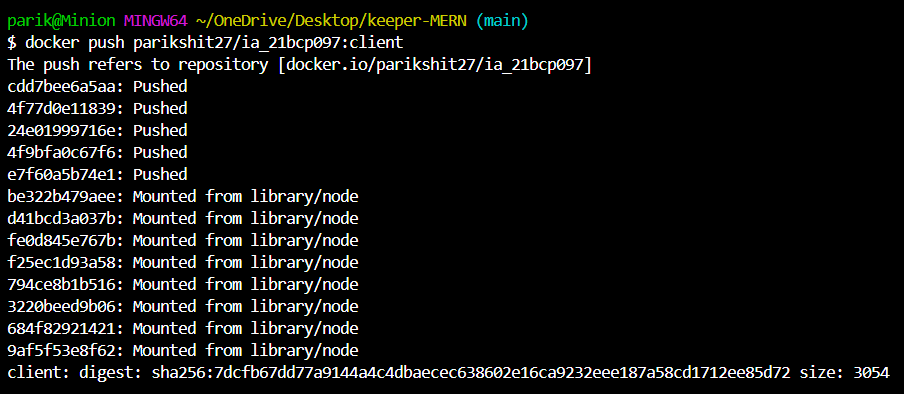 parik@Minion MINGW64 ~/OneDrive/Desktop/keeper-MERN (main)
$ docker push parikshit27/ia_21bcp097:client
The push refers to repository [docker.io/parikshit27/ia_21bcp097]
cdd7bee6a5aa: Pushed
4f77d0e11839: Pushed
24e01999716e: Pushed
4f9bfa0c67f6: Pushed
e7f60a5b74e1: Pushed
be322b479aee: Mounted from library/node
d41bcd3a037b: Mounted from library/node
fe0d845e767b: Mounted from library/node
f25ec1d93a58: Mounted from library/node
794ce8b1b516: Mounted from library/node
3220beed9b06: Mounted from library/node
684f82921421: Mounted from library/node
9af5f53e8f62: Mounted from library/node
client: digest: sha256:7dcfb67dd77a9144a4c4dbaecec638602e16ca9232eee187a58cd1712ee85d72 size: 3054